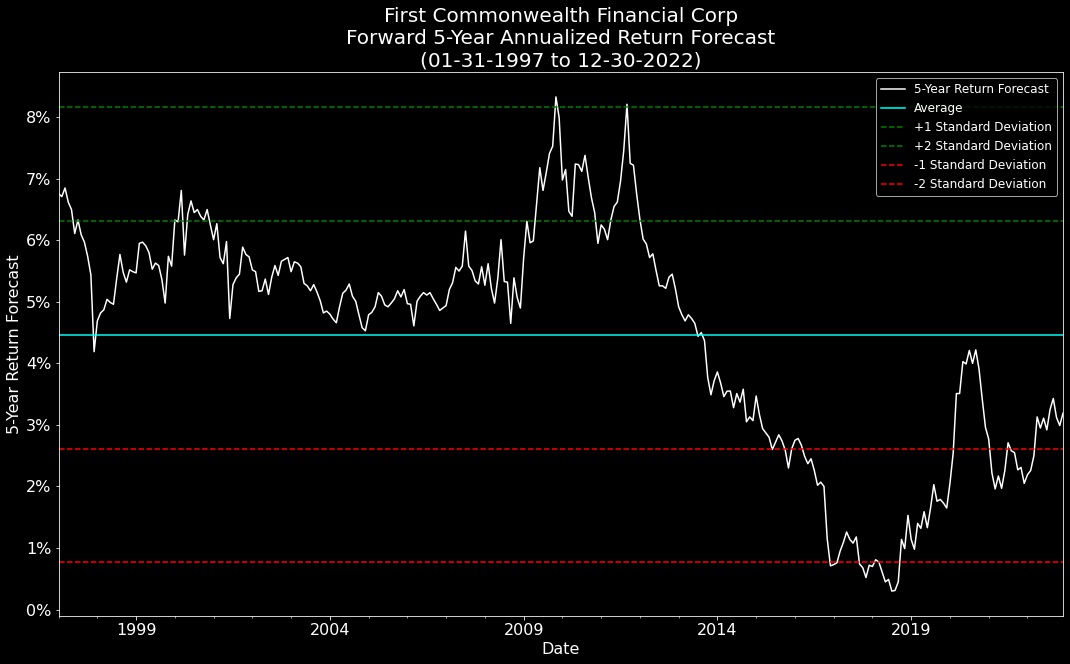 First Commonwealth Financial Corp
Forward 5-Year Annualized Return Forecast
(01-31-1997 to 12-30-2022)
5-Year Return Forecast
Average
+1 Standard Deviation
+2 Standard Deviation
-1 Standard Deviation
-2 Standard Deviation
5-Year Return Forecast
8%
7%
6%
5%
4%
3%
2%
1%
0%
1999 2004 2009 2014 2019
Date